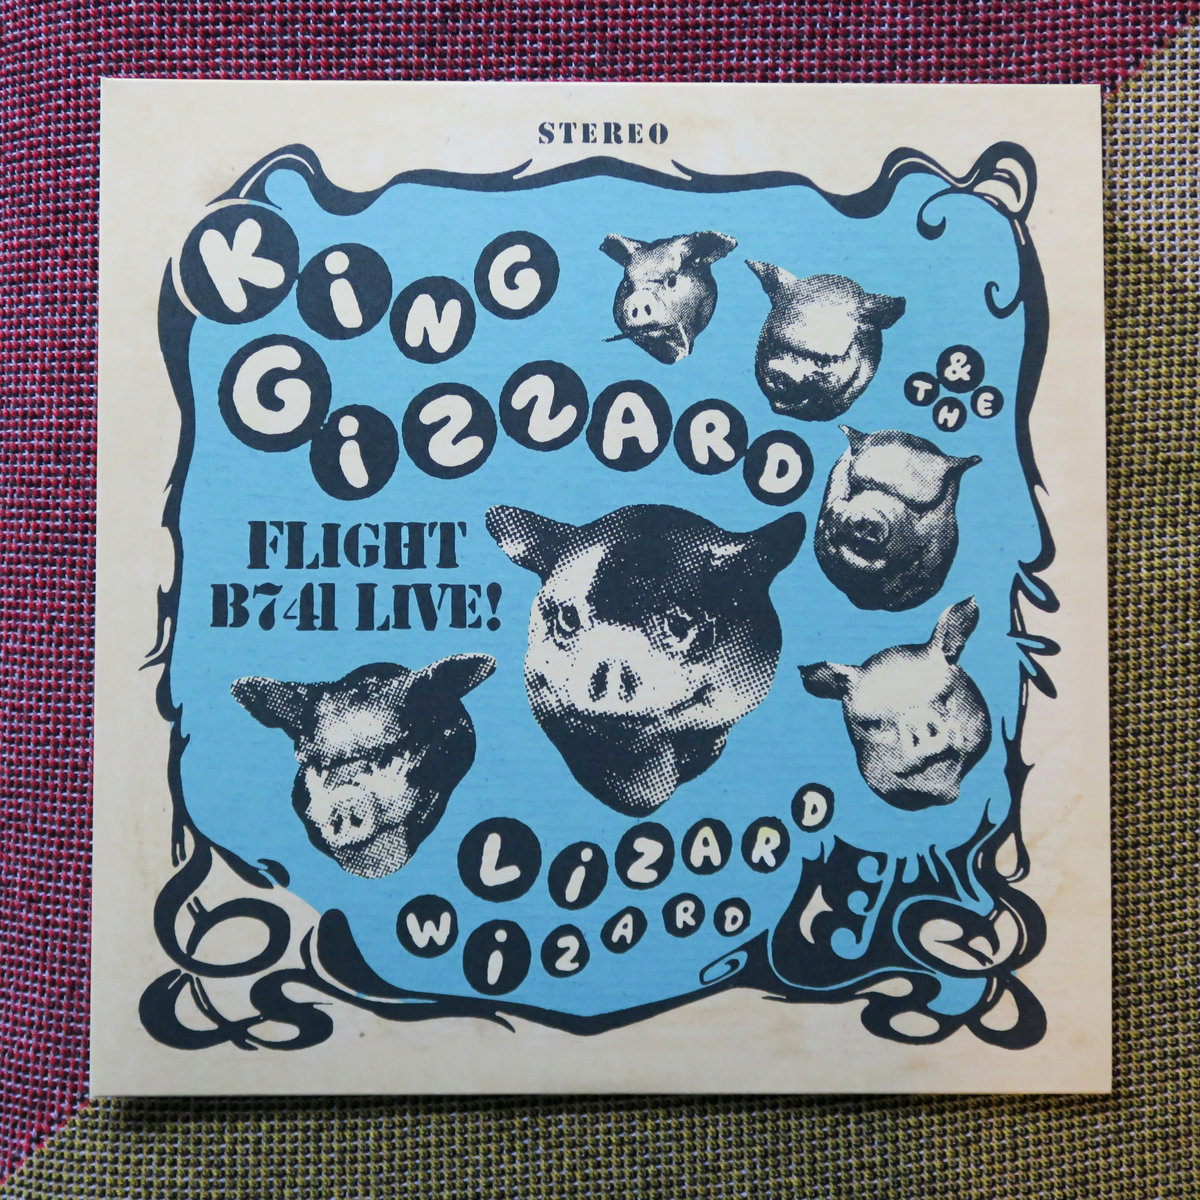 STEREO
KiNG
GiZZARD
& THE
FLIGHT
B741 LIVE!
LiZARD
WiZARD